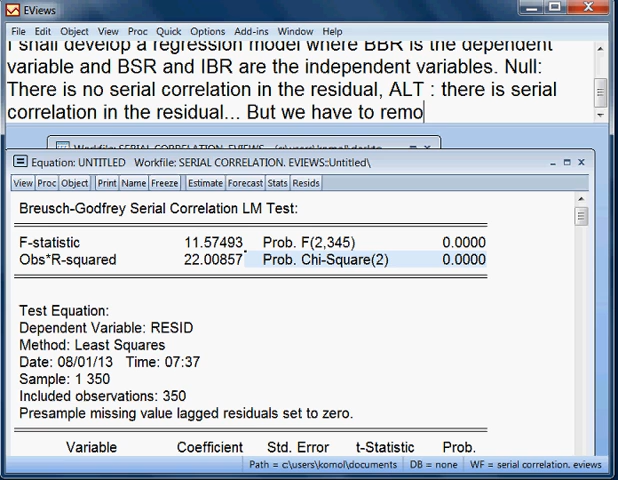 EViews
File Edit Object View Proc Quick Options Add-ins Window Help
I shall develop a regression model where BBR is the dependent
variable and BSR and IBR are the independent variables. Null:
There is no serial correlation in the residual, ALT : there is serial
correlation in the residual... But we have to remo
Workfile: SERIAL CORRELATION. EVIEWS
Equation: UNTITLED Workfile: SERIAL CORRELATION. EVIEWS::Untitled\
View Proc Object Print Name Freeze Estimate Forecast Stats Resids
Breusch-Godfrey Serial Correlation LM Test:
F-statistic 11.57493 Prob. F(2,345) 0.0000
Obs*R-squared 22.00857 Prob. Chi-Square(2) 0.0000
Test Equation:
Dependent Variable: RESID
Method: Least Squares
Date: 08/01/13 Time: 07:37
Sample: 1 350
Included observations: 350
Presample missing value lagged residuals set to zero.
Variable Coefficient Std. Error t-Statistic Prob.
Path = c:\users\komol\documents DB = none WF = serial correlation. eviews